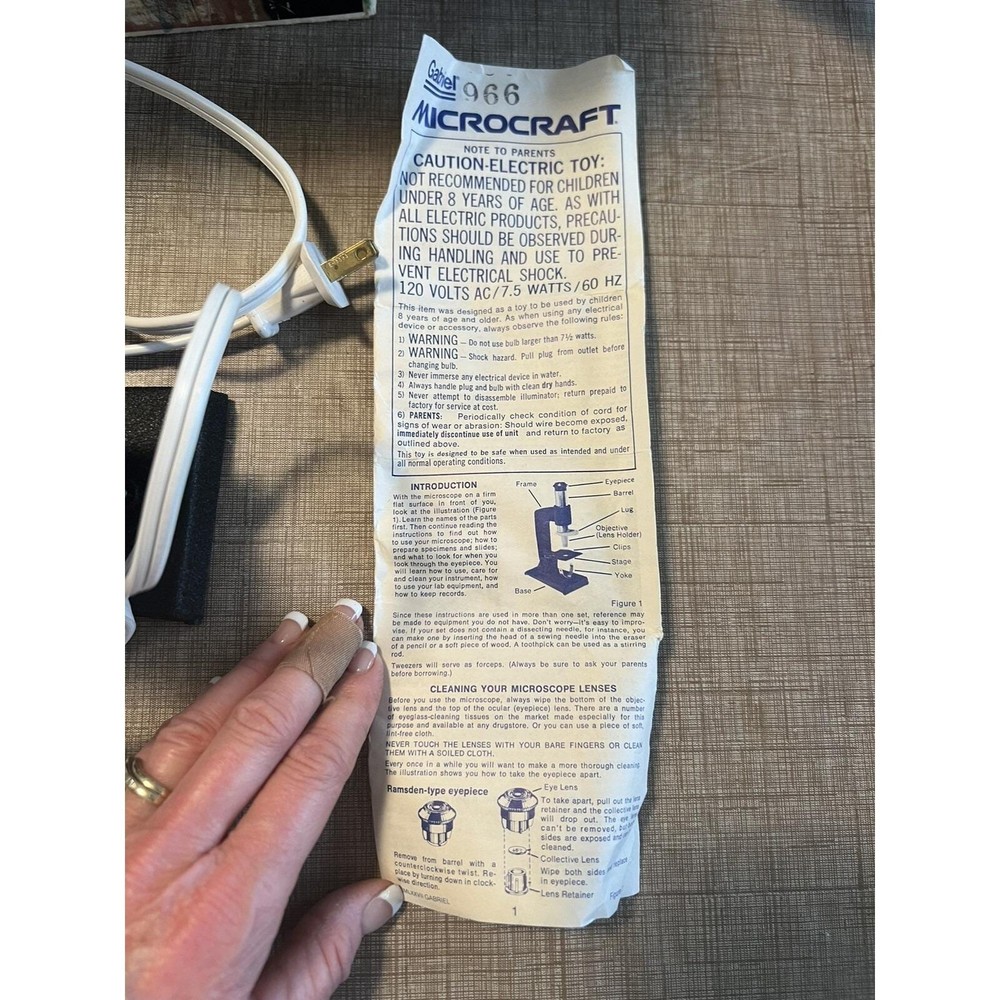 Gabriel
966
MICROCRAFT
NOTE TO PARENTS
CAUTION-ELECTRIC TOY:
NOT RECOMMENDED FOR CHILDREN
UNDER 8 YEARS OF AGE. AS WITH
ALL ELECTRIC PRODUCTS, PRECAU-
TIONS SHOULD BE OBSERVED DUR-
ING HANDLING AND USE TO PRE-
VENT ELECTRICAL SHOCK.
120 VOLTS AC/7.5 WATTS/60 HZ
This item was designed as a toy to be used by children
8 years of age and older. As when using any electrical
device or accessory, always observe the following rules:
1) WARNING — Do not use bulb larger than 7½ watts.
2) WARNING — Shock hazard. Pull plug from outlet before
changing bulb.
3) Never immerse any electrical device in water.
4) Always handle plug and bulb with clean dry hands.
5) Never attempt to disassemble illuminator; return prepaid to
factory for service at cost.
6) PARENTS: Periodically check condition of cord for
signs of wear or abrasion: Should wire become exposed,
immediately discontinue use of unit and return to factory as
outlined above.
This toy is designed to be safe when used as intended and under
all normal operating conditions.
INTRODUCTION
With the microscope on a firm
flat surface in front of you,
look at the illustration (Figure
1). Learn the names of the parts
first. Then continue reading the
instructions to find out how
to use your microscope; how to
prepare specimens and slides;
and what to look for when you
look through the eyepiece. You
will learn how to use, care for
and clean your instrument, how
to use your lab equipment, and
how to keep records.
Frame
Eyepiece
Barrel
Lug
Objective
(Lens Holder)
Clips
Stage
Yoke
Base
Figure 1
Since these instructions are used in more than one set, reference may
be made to equipment you do not have. Don't worry—it's easy to impro-
vise. If your set does not contain a dissecting needle, for instance, you
can make one by inserting the head of a sewing needle into the eraser
of a pencil or a soft piece of wood. A toothpick can be used as a stirring
rod.
Tweezers will serve as forceps. (Always be sure to ask your parents
before borrowing.)
CLEANING YOUR MICROSCOPE LENSES
Before you use the microscope, always wipe the bottom of the objec-
tive lens and the top of the ocular (eyepiece) lens. There are a number
of eyeglass-cleaning tissues on the market made especially for this
purpose and available at any drugstore. Or you can use a piece of soft,
lint-free cloth.
NEVER TOUCH THE LENSES WITH YOUR BARE FINGERS OR CLEAN
THEM WITH A SOILED CLOTH.
Every once in a while you will want to make a more thorough cleaning.
The illustration shows you how to take the eyepiece apart.
Ramsden-type eyepiece
Remove from barrel with a
counterclockwise twist. Re-
place by turning down in clock-
wise direction.
Eye Lens
To take apart, pull out the lens
retainer and the collective lens
will drop out. The eye
can't be removed,
sides are exposed
cleaned.
Collective Lens
Wipe both sides
in eyepiece.
Lens Retainer
GABRIEL
1